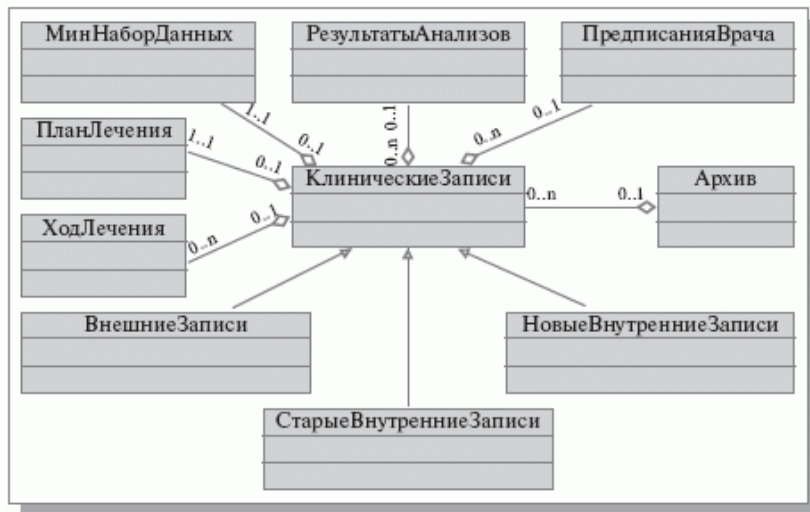 МинНаборДанных
РезультатыАнализов
ПредписанияВрача
1..1
0..1
0..n 0..1
0..n
0..1
ПланЛечения
1..1
0..1
КлиническиеЗаписи
0..n
0..1
Архив
ХодЛечения
0..n
0..1
ВнешниеЗаписи
НовыеВнутренниеЗаписи
СтарыеВнутренниеЗаписи